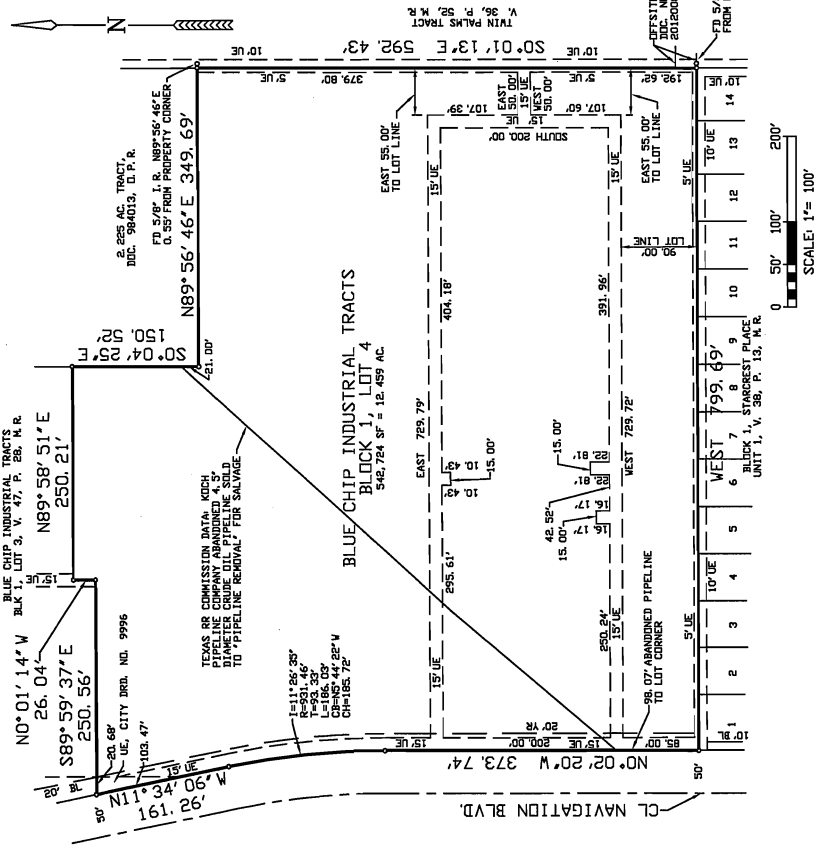 BLUE CHIP INDUSTRIAL TRACTS
BLK 1, LOT 3, V. 47, P. 28, M. R.
N0° 01' 14" W
26. 04'
N89° 58' 51" E
250. 21'
S89° 59' 37" E
250. 56'
S0° 04' 25" E
150. 52'
2. 225 AC. TRACT,
DOC. 984013, O. P. R.
FD 5/8" I. R. N89° 56' 46" E
0. 55' FROM PROPERTY CORNER
N89° 56' 46" E 349. 69'
21. 00'
N
TWIN PALMS TRACT
V. 36, P. 52, M. R
10' UE
S0° 01' 13" E 592. 43'
10' UE
5' UE
379. 80'
5' UE
192. 62'
OFFSITE
DOC. N
2012000
FD 5/
FROM
15' UE
20' BL
50'
20. 68'
UE, CITY ORD. NO. 9996
103. 47'
15' UE
N11° 34' 06" W
161. 26'
TEXAS RR COMMISSION DATA: KOCH
PIPELINE COMPANY ABANDONED 4. 5"
DIAMETER CRUDE OIL PIPELINE SOLD
TO "PIPELINE REMOVAL" FOR SALVAGE
I=11° 26' 35"
R=931. 46'
T=93. 33'
L=186. 03'
CB=N5° 44' 22" W
CH=185. 72'
BLUE CHIP INDUSTRIAL TRACTS
BLOCK 1, LOT 4
542, 724 SF = 12. 459 AC.
EAST 55. 00'
TO LOT LINE
107. 39'
EAST
50. 00'
15' UE
WEST
50. 00'
107. 60'
15' UE
SOUTH 200. 00'
EAST 55. 00'
TO LOT LINE
15' UE
EAST 729. 79'
15' UE
295. 61'
10. 43'
10. 43'
15. 00'
404. 18'
15. 00'
22. 81'
22. 81'
42. 52'
16. 17'
16. 17'
15. 00'
391. 96'
15' UE
250. 24'
15' UE
WEST 729. 72'
90. 00'
LOT LINE
15' UE
200. 00'
20' YR
15' UE
85. 00'
N0° 02' 20" W 373. 74'
98. 07' ABANDONED PIPELINE
TO LOT CORNER
CL NAVIGATION BLVD.
50'
5' UE
5' UE
WEST 799. 69'
10' BL
10' UE
10' UE
10' UE
1
2
3
4
5
6
7
8
9
10
11
12
13
14
BLOCK 1, STARCREST PLACE
UNIT 1, V. 38, P. 13, M. R.
0
50'
100'
200'
SCALE: 1"= 100'